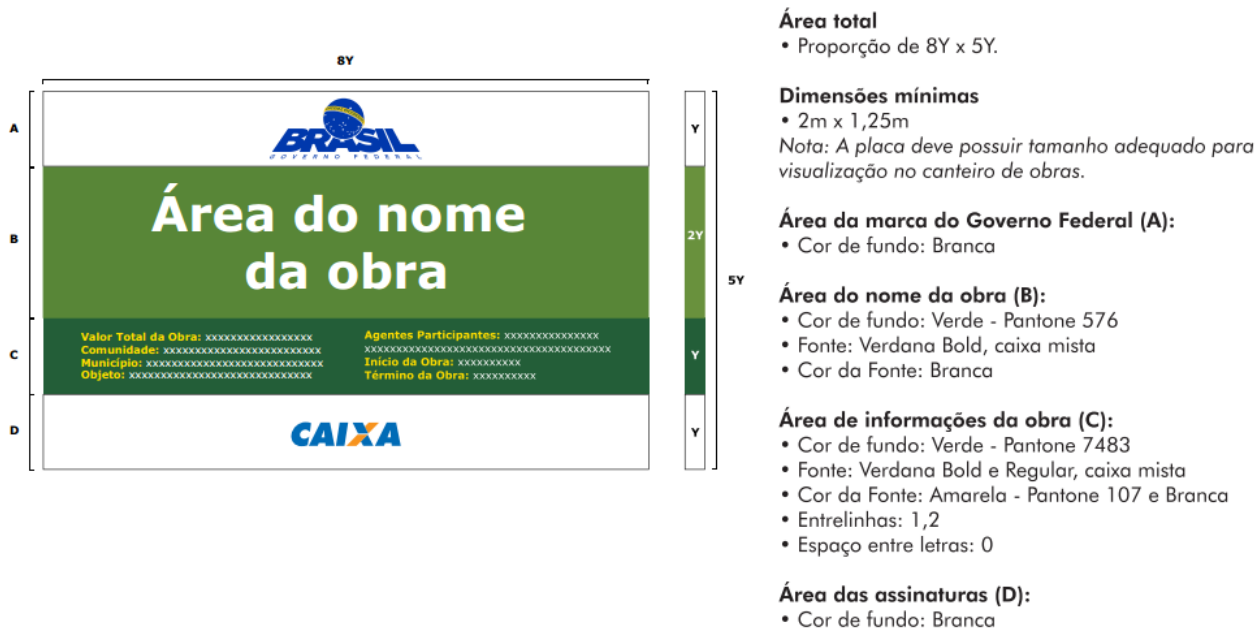 8Y
A
BRASIL
GOVERNO FEDERAL
Y
B
Área do nome
da obra
2Y
5Y
C
Valor Total da Obra: xxxxxxxxxxxxxxxxx
Comunidade: xxxxxxxxxxxxxxxxxxxxxxxxx
Município: xxxxxxxxxxxxxxxxxxxxxxxxxxxx
Objeto: xxxxxxxxxxxxxxxxxxxxxxxxxxxxx
Agentes Participantes: xxxxxxxxxxxxxxx
xxxxxxxxxxxxxxxxxxxxxxxxxxxxxxxxxxxxxxx
Início da Obra: xxxxxxxxxx
Término da Obra: xxxxxxxxxx
Y
D
CAIXA
Y
Área total
• Proporção de 8Y x 5Y.
Dimensões mínimas
• 2m x 1,25m
Nota: A placa deve possuir tamanho adequado para
visualização no canteiro de obras.
Área da marca do Governo Federal (A):
• Cor de fundo: Branca
Área do nome da obra (B):
• Cor de fundo: Verde - Pantone 576
• Fonte: Verdana Bold, caixa mista
• Cor da Fonte: Branca
Área de informações da obra (C):
• Cor de fundo: Verde - Pantone 7483
• Fonte: Verdana Bold e Regular, caixa mista
• Cor da Fonte: Amarela - Pantone 107 e Branca
• Entrelinhas: 1,2
• Espaço entre letras: 0
Área das assinaturas (D):
• Cor de fundo: Branca